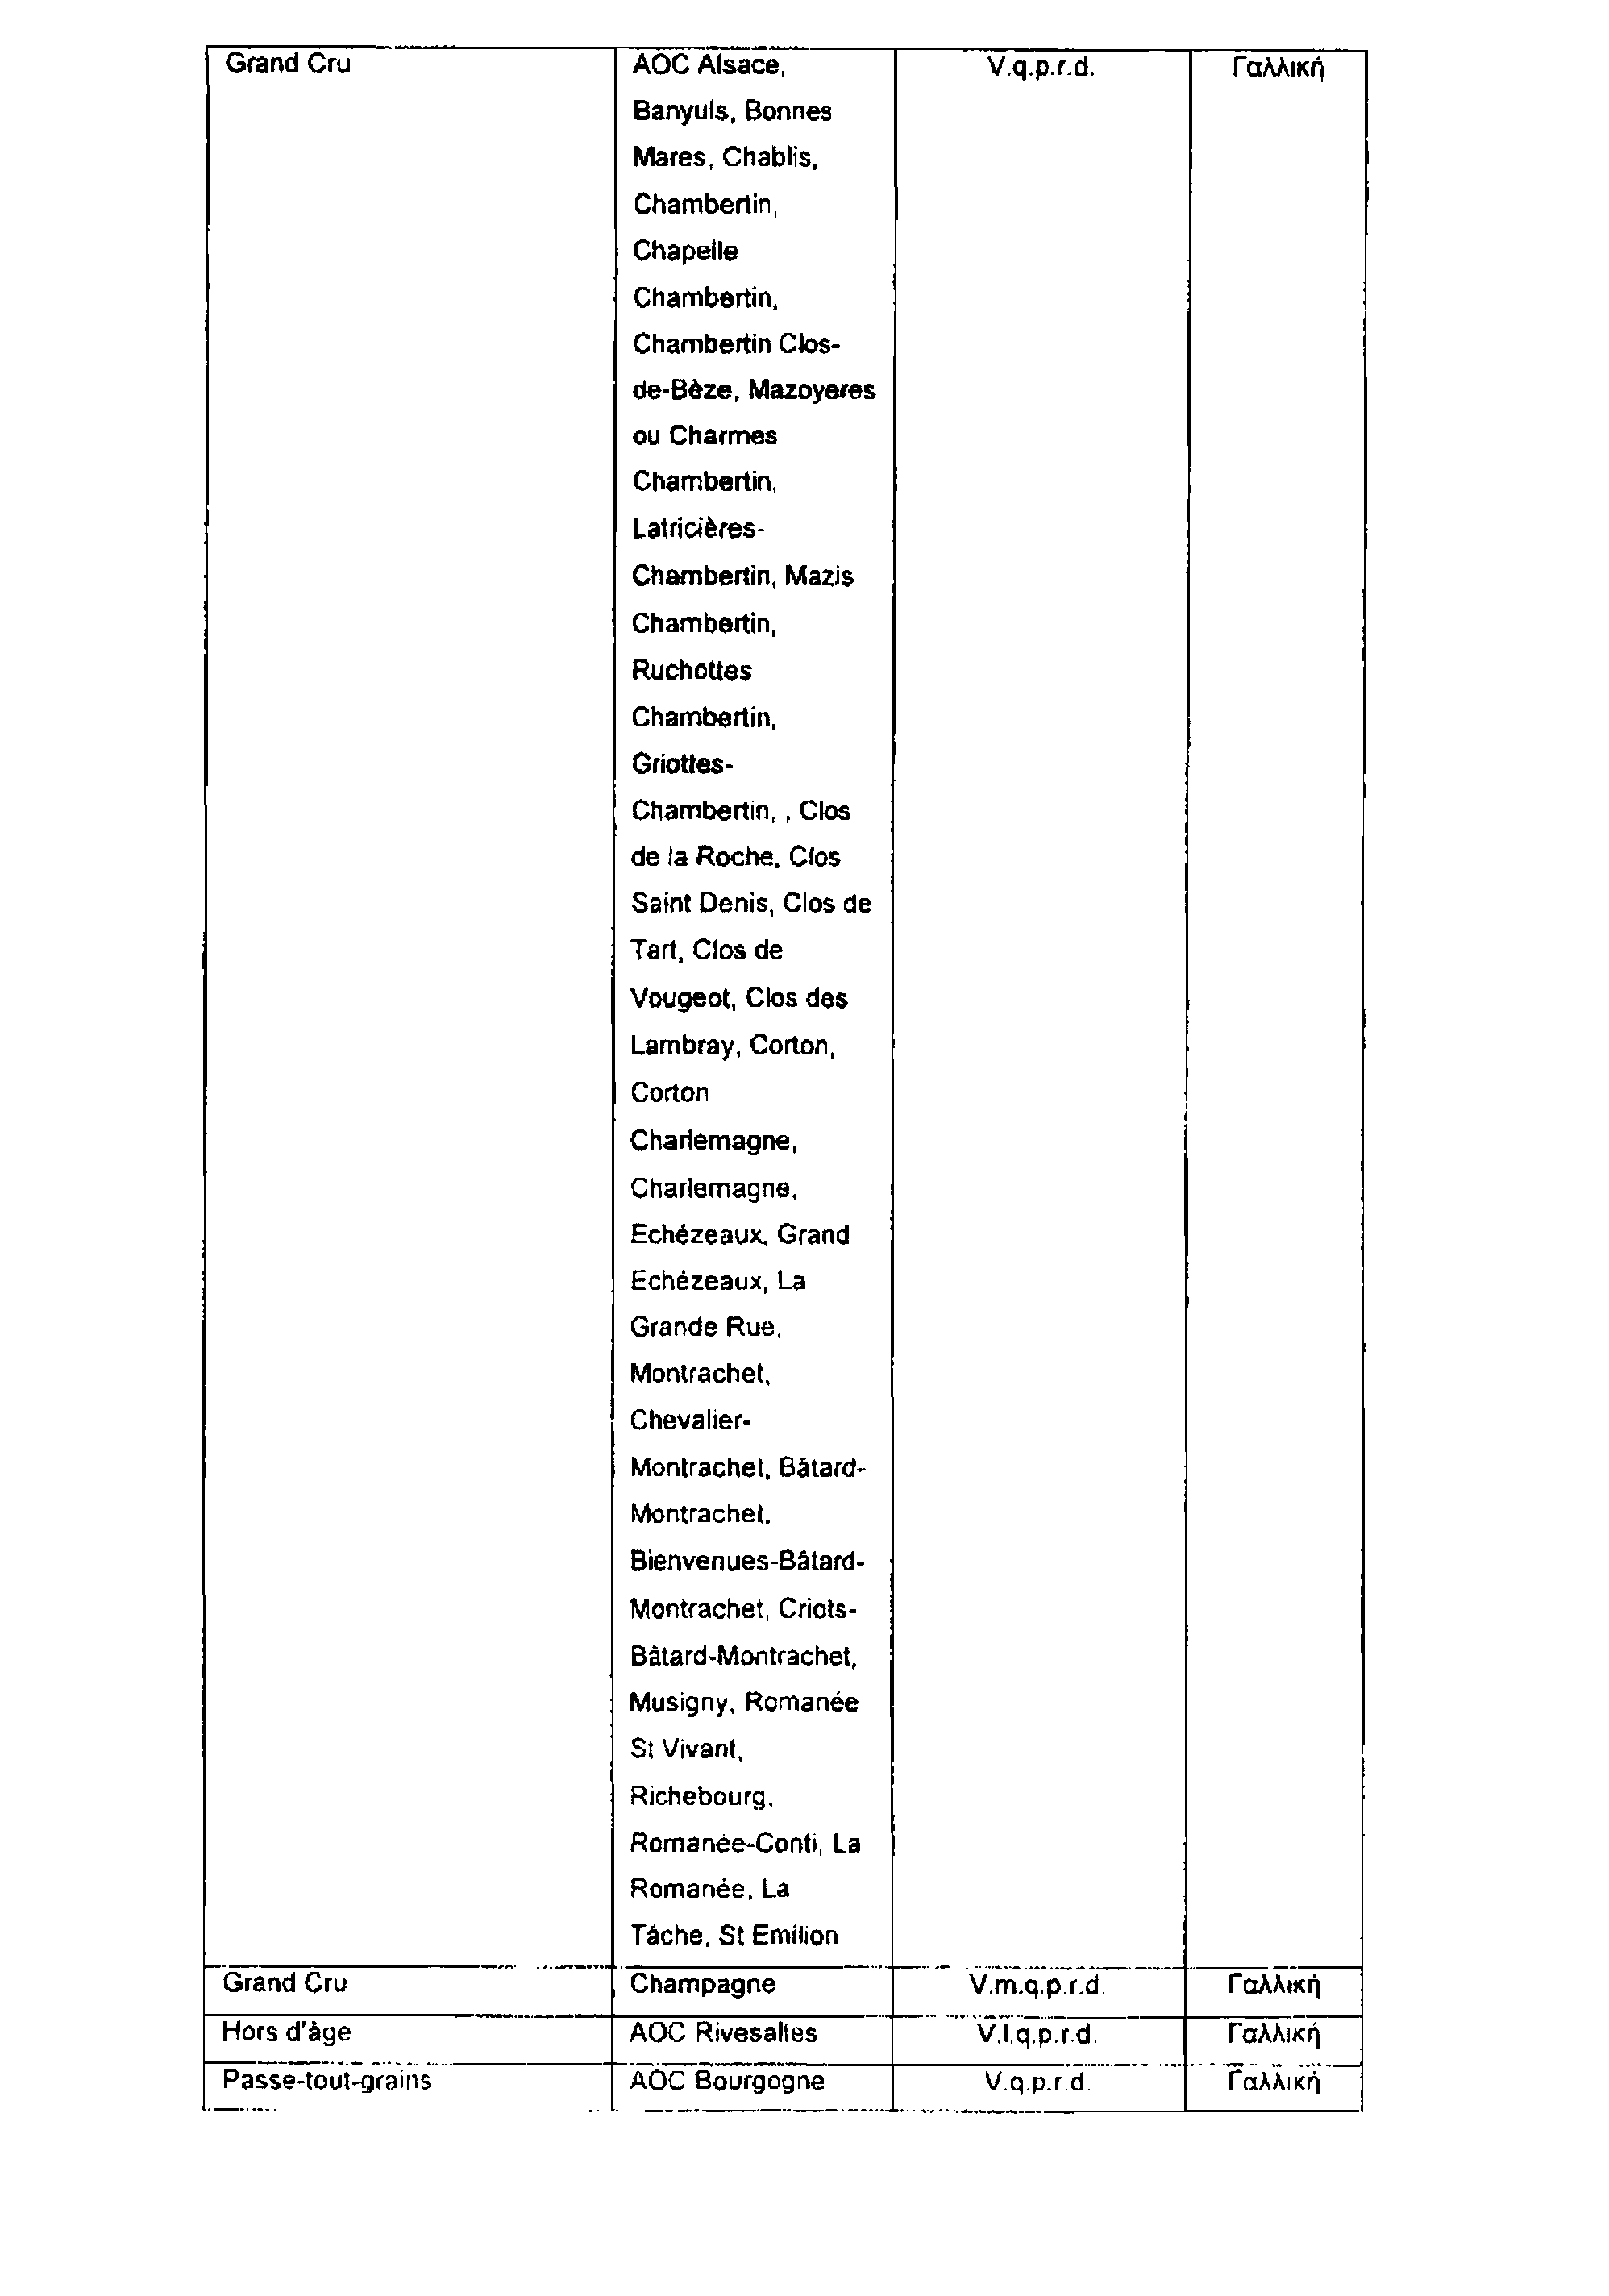 Grand Cru AOC Alsace, V.q.p.r.d. Γαλλική
Banyuls, Bonnes
Mares, Chablis,
Chambertin,
Chapelle
Chambertin,
Chambertin Clos-
de-Bèze, Mazoyeres
ou Charmes
Chambertin,
Latricières-
Chambertin, Mazis
Chambertin,
Ruchottes
Chambertin,
Griottes-
Chambertin, , Clos
de la Roche, Clos
Saint Denis, Clos de
Tart, Clos de
Vougeot, Clos des
Lambray, Corton,
Corton
Charlemagne,
Charlemagne,
Echézeaux, Grand
Echézeaux, La
Grande Rue,
Montrachet,
Chevalier-
Montrachet, Bâtard-
Montrachet,
Bienvenues-Bâtard-
Montrachet, Criots-
Bâtard-Montrachet,
Musigny, Romanée
St Vivant,
Richebourg,
Romanée-Conti, La
Romanée, La
Tâche, St Emilion
Grand Cru Champagne V.m.q.p.r.d. Γαλλική
Hors d'âge AOC Rivesaltes V.l.q.p.r.d. Γαλλική
Passe-tout-grains AOC Bourgogne V.q.p.r.d. Γαλλική